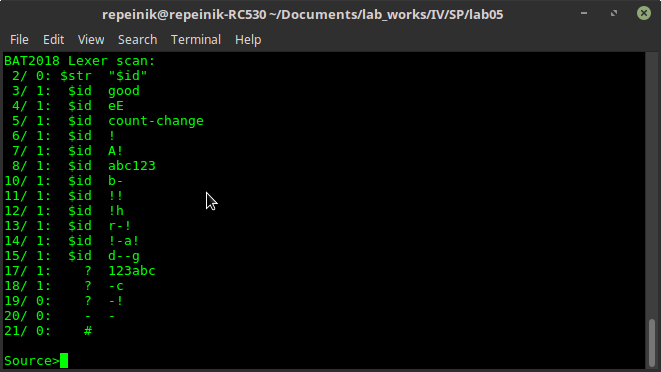 repeinik@repeinik-RC530 ~/Documents/lab_works/IV/SP/lab05
File Edit View Search Terminal Help
BAT2018 Lexer scan:
 2/ 0: $str  "$id"
 3/ 1:  $id  good
 4/ 1:  $id  eE
 5/ 1:  $id  count-change
 6/ 1:  $id  !
 7/ 1:  $id  A!
 8/ 1:  $id  abc123
10/ 1:  $id  b-
11/ 1:  $id  !!
12/ 1:  $id  !h
13/ 1:  $id  r-!
14/ 1:  $id  !-a!
15/ 1:  $id  d--g
17/ 1:    ?  123abc
18/ 1:    ?  -c
19/ 0:    ?  -!
20/ 0:    -  -
21/ 0:    #
Source>